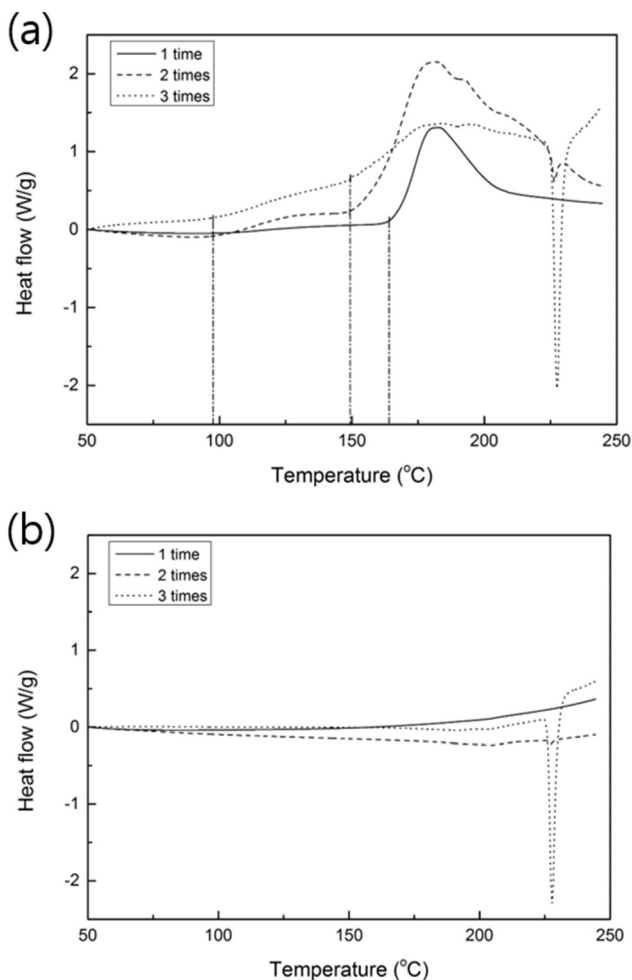 (a)
1 time
2 times
3 times
2
1
0
-1
-2
Heat flow (W/g)
50 100 150 200 250
Temperature (°C)
(b)
1 time
2 times
3 times
2
1
0
-1
-2
Heat flow (W/g)
50 100 150 200 250
Temperature (°C)